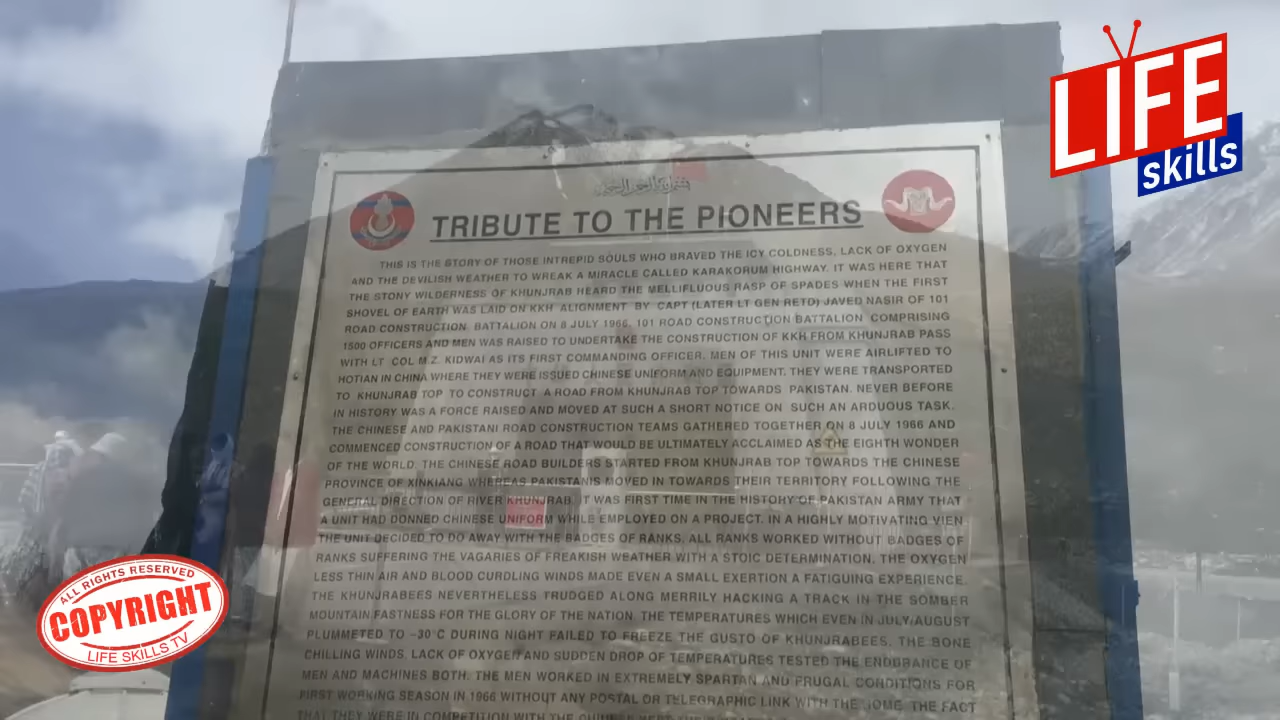 LIFE
skills
بسم الله الرحمن الرحيم
TRIBUTE TO THE PIONEERS
THIS IS THE STORY OF THOSE INTREPID SOULS WHO BRAVED THE ICY COLDNESS, LACK OF OXYGEN
AND THE DEVILISH WEATHER TO WREAK A MIRACLE CALLED KARAKORUM HIGHWAY. IT WAS HERE THAT
THE STONY WILDERNESS OF KHUNJRAB HEARD THE MELLIFLUOUS RASP OF SPADES WHEN THE FIRST
SHOVEL OF EARTH WAS LAID ON KKH ALIGNMENT BY CAPT (LATER LT GEN RETD) JAVED NASIR OF 101
ROAD CONSTRUCTION BATTALION ON 8 JULY 1966. 101 ROAD CONSTRUCTION BATTALION COMPRISING
1500 OFFICERS AND MEN WAS RAISED TO UNDERTAKE THE CONSTRUCTION OF KKH FROM KHUNJRAB PASS
WITH LT COL M.Z. KIDWAI AS ITS FIRST COMMANDING OFFICER. MEN OF THIS UNIT WERE AIRLIFTED TO
HOTIAN IN CHINA WHERE THEY WERE ISSUED CHINESE UNIFORM AND EQUIPMENT. THEY WERE TRANSPORTED
TO KHUNJRAB TOP TO CONSTRUCT A ROAD FROM KHUNJRAB TOP TOWARDS PAKISTAN. NEVER BEFORE
IN HISTORY WAS A FORCE RAISED AND MOVED AT SUCH A SHORT NOTICE ON SUCH AN ARDUOUS TASK.
THE CHINESE AND PAKISTANI ROAD CONSTRUCTION TEAMS GATHERED TOGETHER ON 8 JULY 1966 AND
COMMENCED CONSTRUCTION OF A ROAD THAT WOULD BE ULTIMATELY ACCLAIMED AS THE EIGHTH WONDER
OF THE WORLD. THE CHINESE ROAD BUILDERS STARTED FROM KHUNJRAB TOP TOWARDS THE CHINESE
PROVINCE OF XINKIANG WHEREAS PAKISTANIS MOVED IN TOWARDS THEIR TERRITORY FOLLOWING THE
GENERAL DIRECTION OF RIVER KHUNJRAB. IT WAS FIRST TIME IN THE HISTORY OF PAKISTAN ARMY THAT
A UNIT HAD DONNED CHINESE UNIFORM WHILE EMPLOYED ON A PROJECT. IN A HIGHLY MOTIVATING VIEN
THE UNIT DECIDED TO DO AWAY WITH THE BADGES OF RANKS. ALL RANKS WORKED WITHOUT BADGES OF
RANKS SUFFERING THE VAGARIES OF FREAKISH WEATHER WITH A STOIC DETERMINATION. THE OXYGEN
LESS THIN AIR AND BLOOD CURDLING WINDS MADE EVEN A SMALL EXERTION A FATIGUING EXPERIENCE.
THE KHUNJRABEES NEVERTHELESS TRUDGED ALONG MERRILY HACKING A TRACK IN THE SOMBER
MOUNTAIN FASTNESS FOR THE GLORY OF THE NATION. THE TEMPERATURES WHICH EVEN IN JULY/AUGUST
PLUMMETED TO -30°C DURING NIGHT FAILED TO FREEZE THE GUSTO OF KHUNJRABEES. THE BONE
CHILLING WINDS, LACK OF OXYGEN AND SUDDEN DROP OF TEMPERATURES TESTED THE ENDURANCE OF
MEN AND MACHINES BOTH. THE MEN WORKED IN EXTREMELY SPARTAN AND FRUGAL CONDITIONS FOR
FIRST WORKING SEASON IN 1966 WITHOUT ANY POSTAL OR TELEGRAPHIC LINK WITH THE HOME. THE FACT
THAT THEY WERE IN COMPETITION WITH THE CHINESE
ALL RIGHTS RESERVED
COPYRIGHT
LIFE SKILLS TV